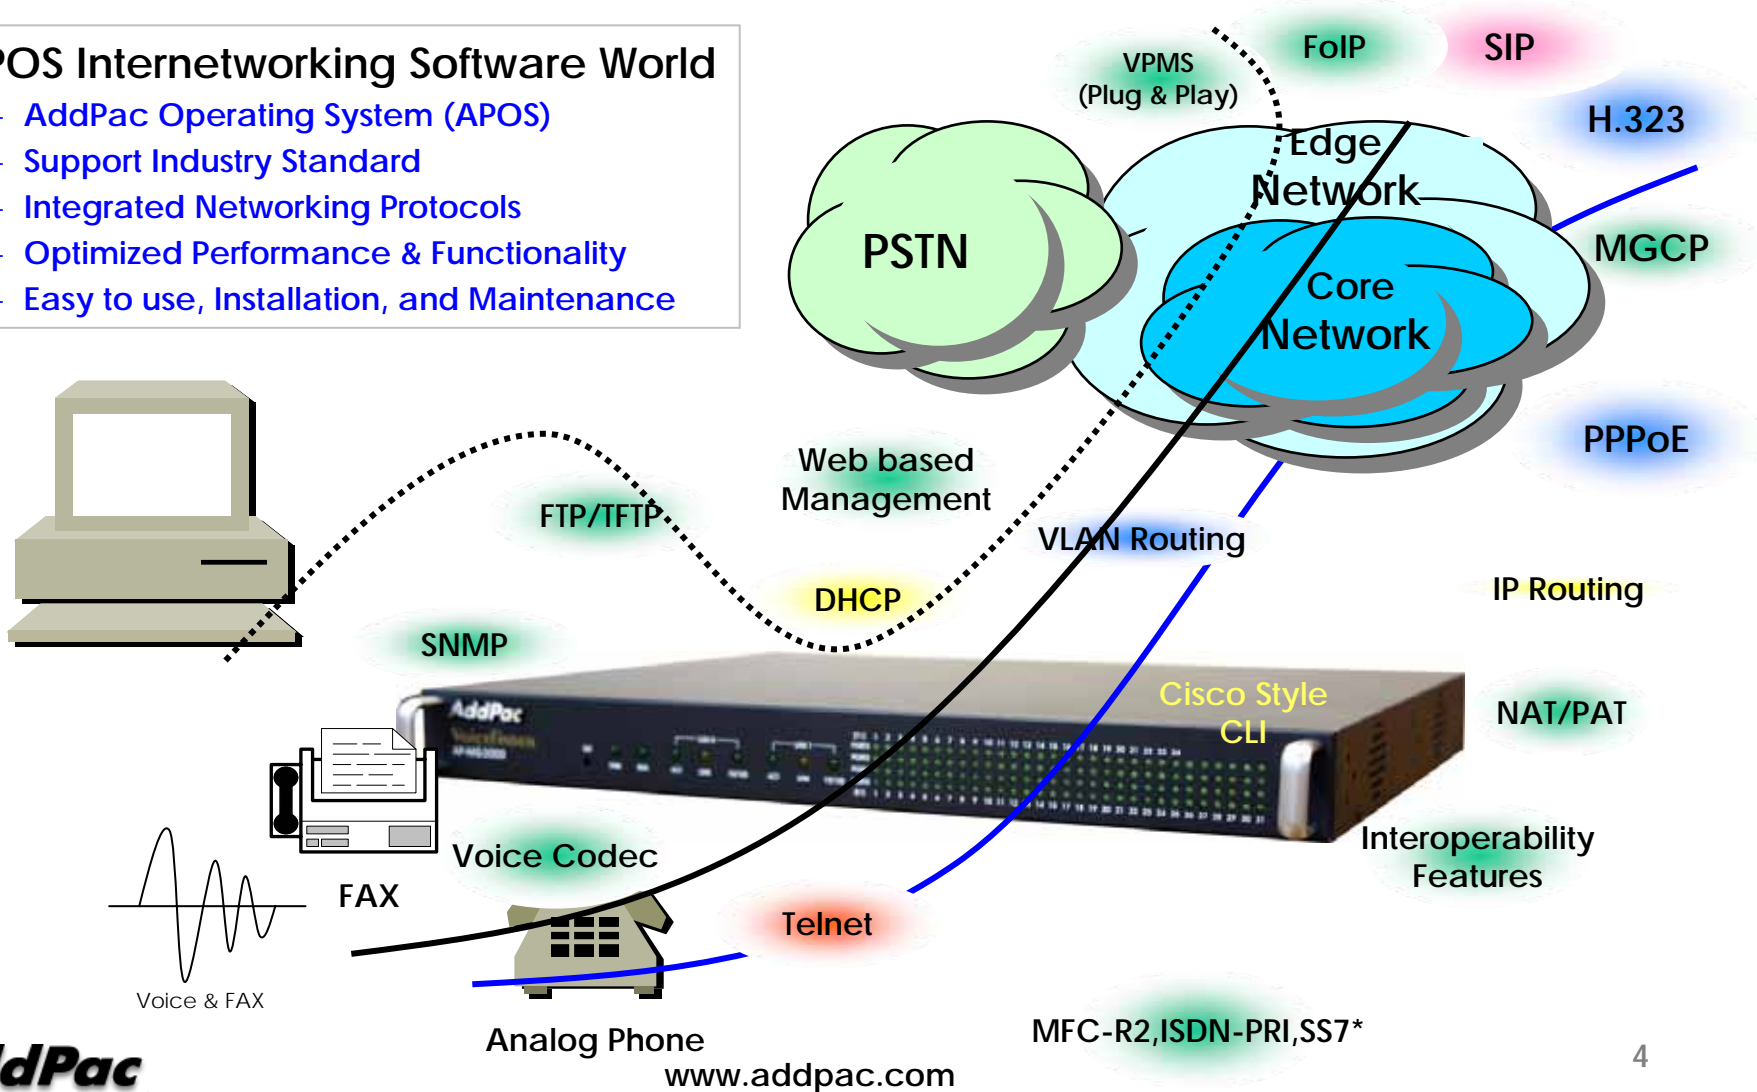 POS Internetworking Software World
- AddPac Operating System (APOS)
- Support Industry Standard
- Integrated Networking Protocols
- Optimized Performance & Functionality
- Easy to use, Installation, and Maintenance
VPMS
(Plug & Play)
FoIP
SIP
H.323
Edge
Network
PSTN
MGCP
Core
Network
PPPoE
Web based
Management
FTP/TFTP
VLAN Routing
DHCP
IP Routing
SNMP
Cisco Style
CLI
NAT/PAT
AddPac
VoiceFinder
AP-MG3000
Voice Codec
Interoperability
Features
FAX
Telnet
Voice & FAX
Analog Phone
MFC-R2,ISDN-PRI,SS7*
dPac
www.addpac.com
4